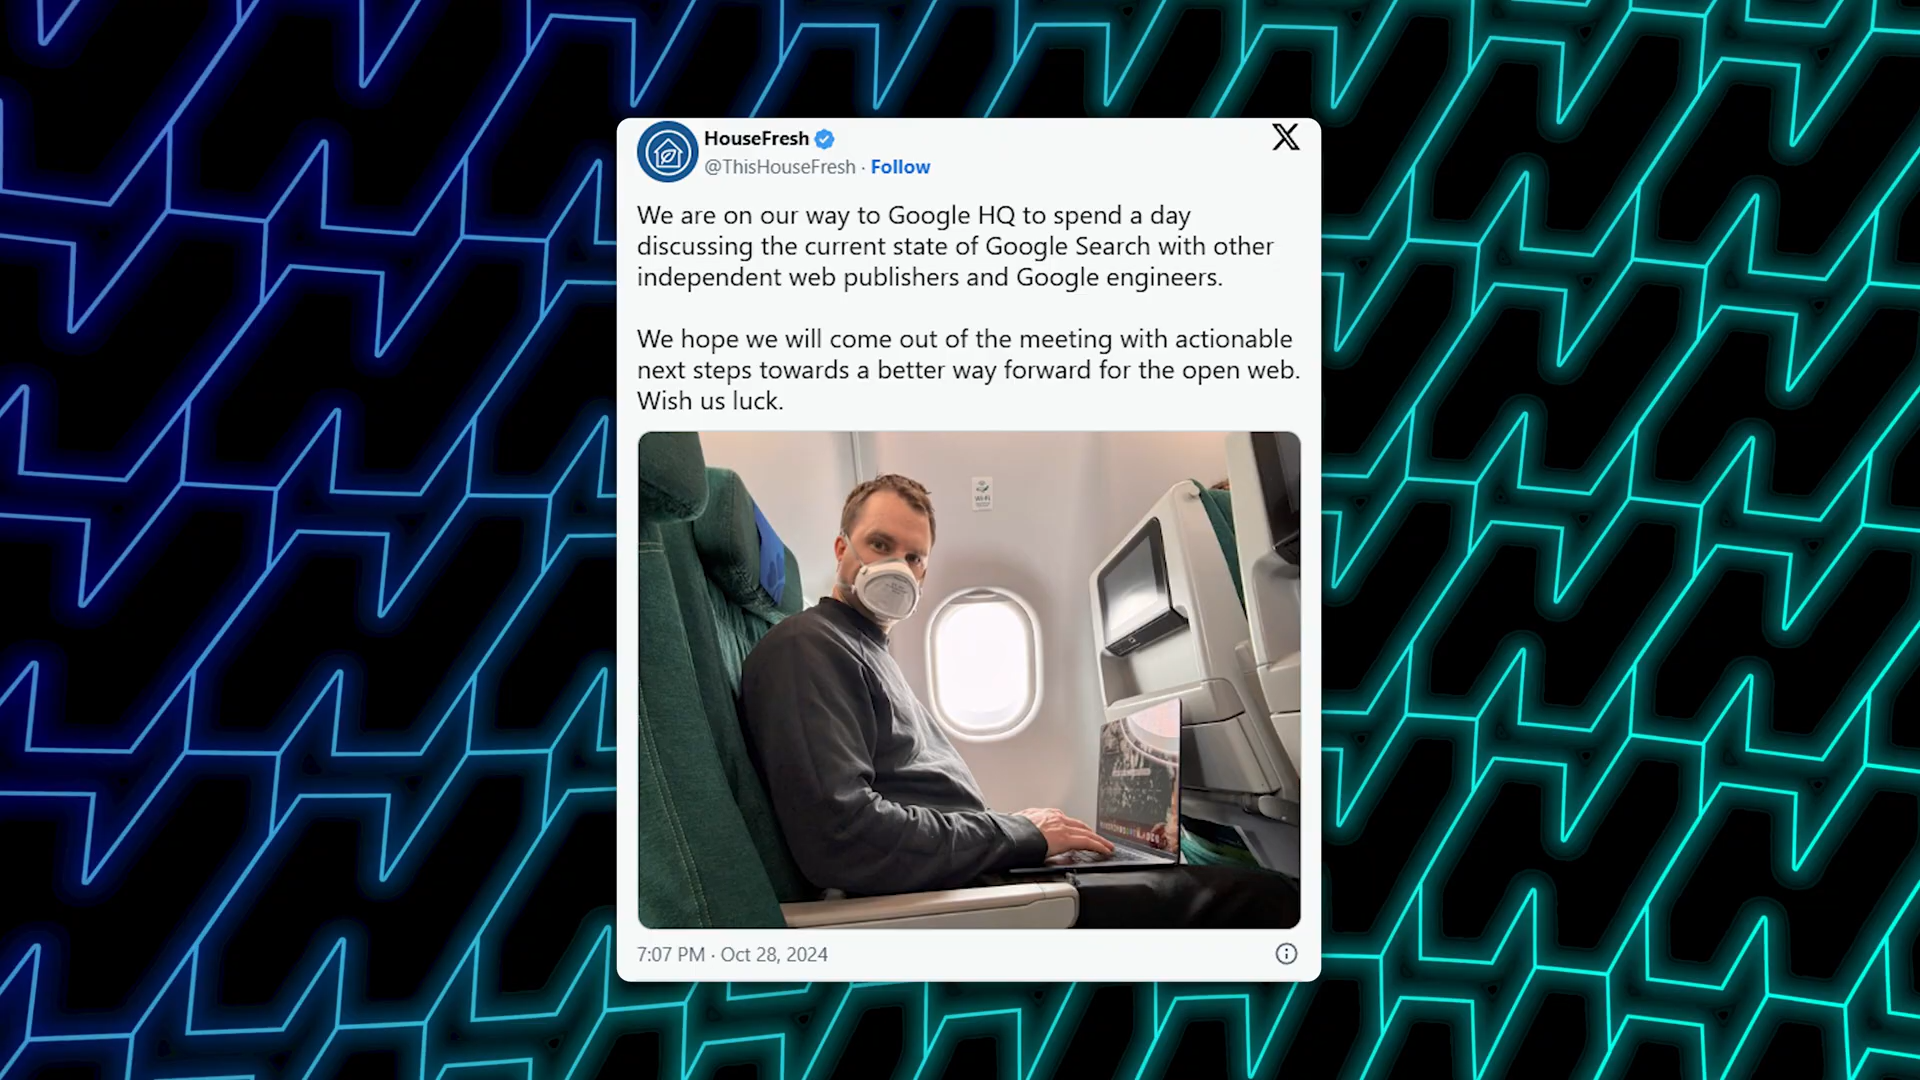 HouseFresh
@ThisHouseFresh · Follow
We are on our way to Google HQ to spend a day
discussing the current state of Google Search with other
independent web publishers and Google engineers.
We hope we will come out of the meeting with actionable
next steps towards a better way forward for the open web.
Wish us luck.
Wi-Fi
7:07 PM · Oct 28, 2024